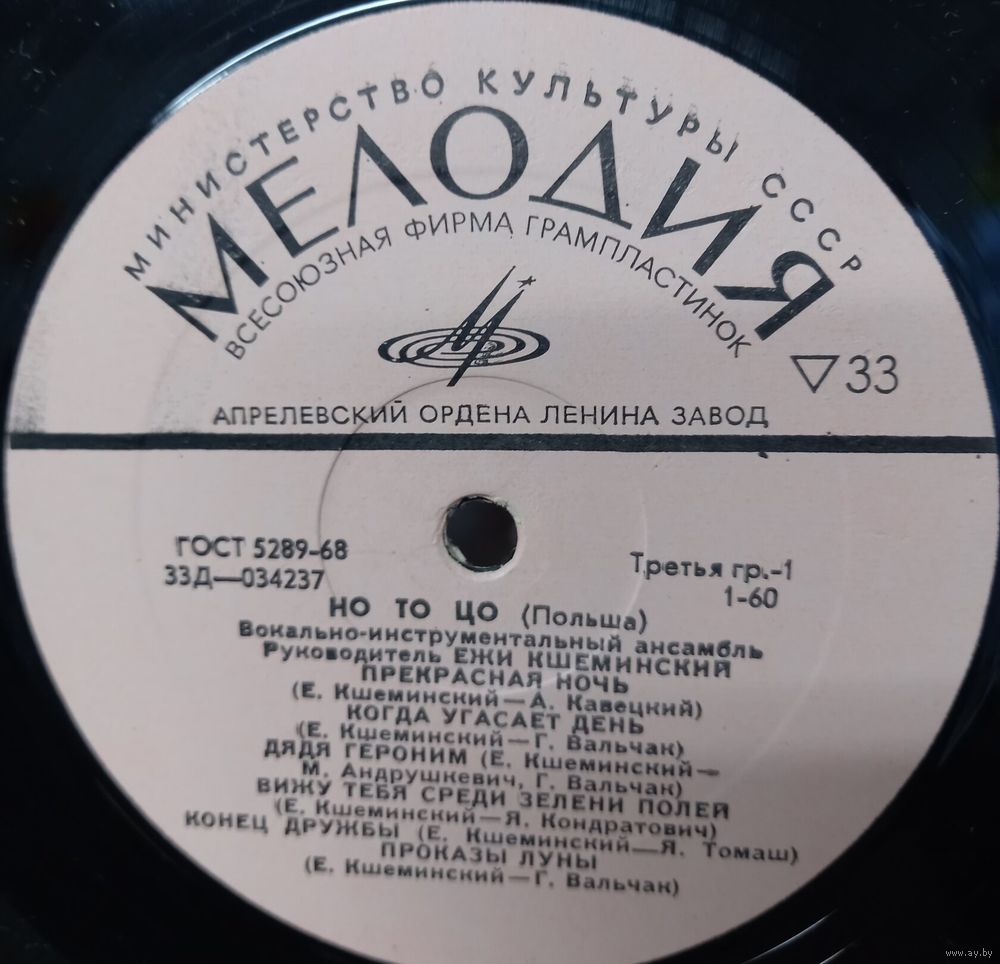 МИНИСТЕРСТВО КУЛЬТУРЫ СССР
МЕЛОДИЯ
ВСЕСОЮЗНАЯ ФИРМА ГРАМПЛАСТИНОК
▽33
АПРЕЛЕВСКИЙ ОРДЕНА ЛЕНИНА ЗАВОД
ГОСТ 5289-68
33Д—034237
Третья гр.-1
1-60
НО ТО ЦО (Польша)
Вокально-инструментальный ансамбль
Руководитель ЕЖИ КШЕМИНСКИЙ
ПРЕКРАСНАЯ НОЧЬ
(Е. Кшеминский—А. Кавецкий)
КОГДА УГАСАЕТ ДЕНЬ
(Е. Кшеминский—Г. Вальчак)
ДЯДЯ ГЕРОНИМ (Е. Кшеминский—
М. Андрушкевич, Г. Вальчак)
ВИЖУ ТЕБЯ СРЕДИ ЗЕЛЕНИ ПОЛЕЙ
(Е. Кшеминский—Я. Кондратович)
КОНЕЦ ДРУЖБЫ (Е. Кшеминский—Я. Томаш)
ПРОКАЗЫ ЛУНЫ
(Е. Кшеминский—Г. Вальчак)
www.ay.by